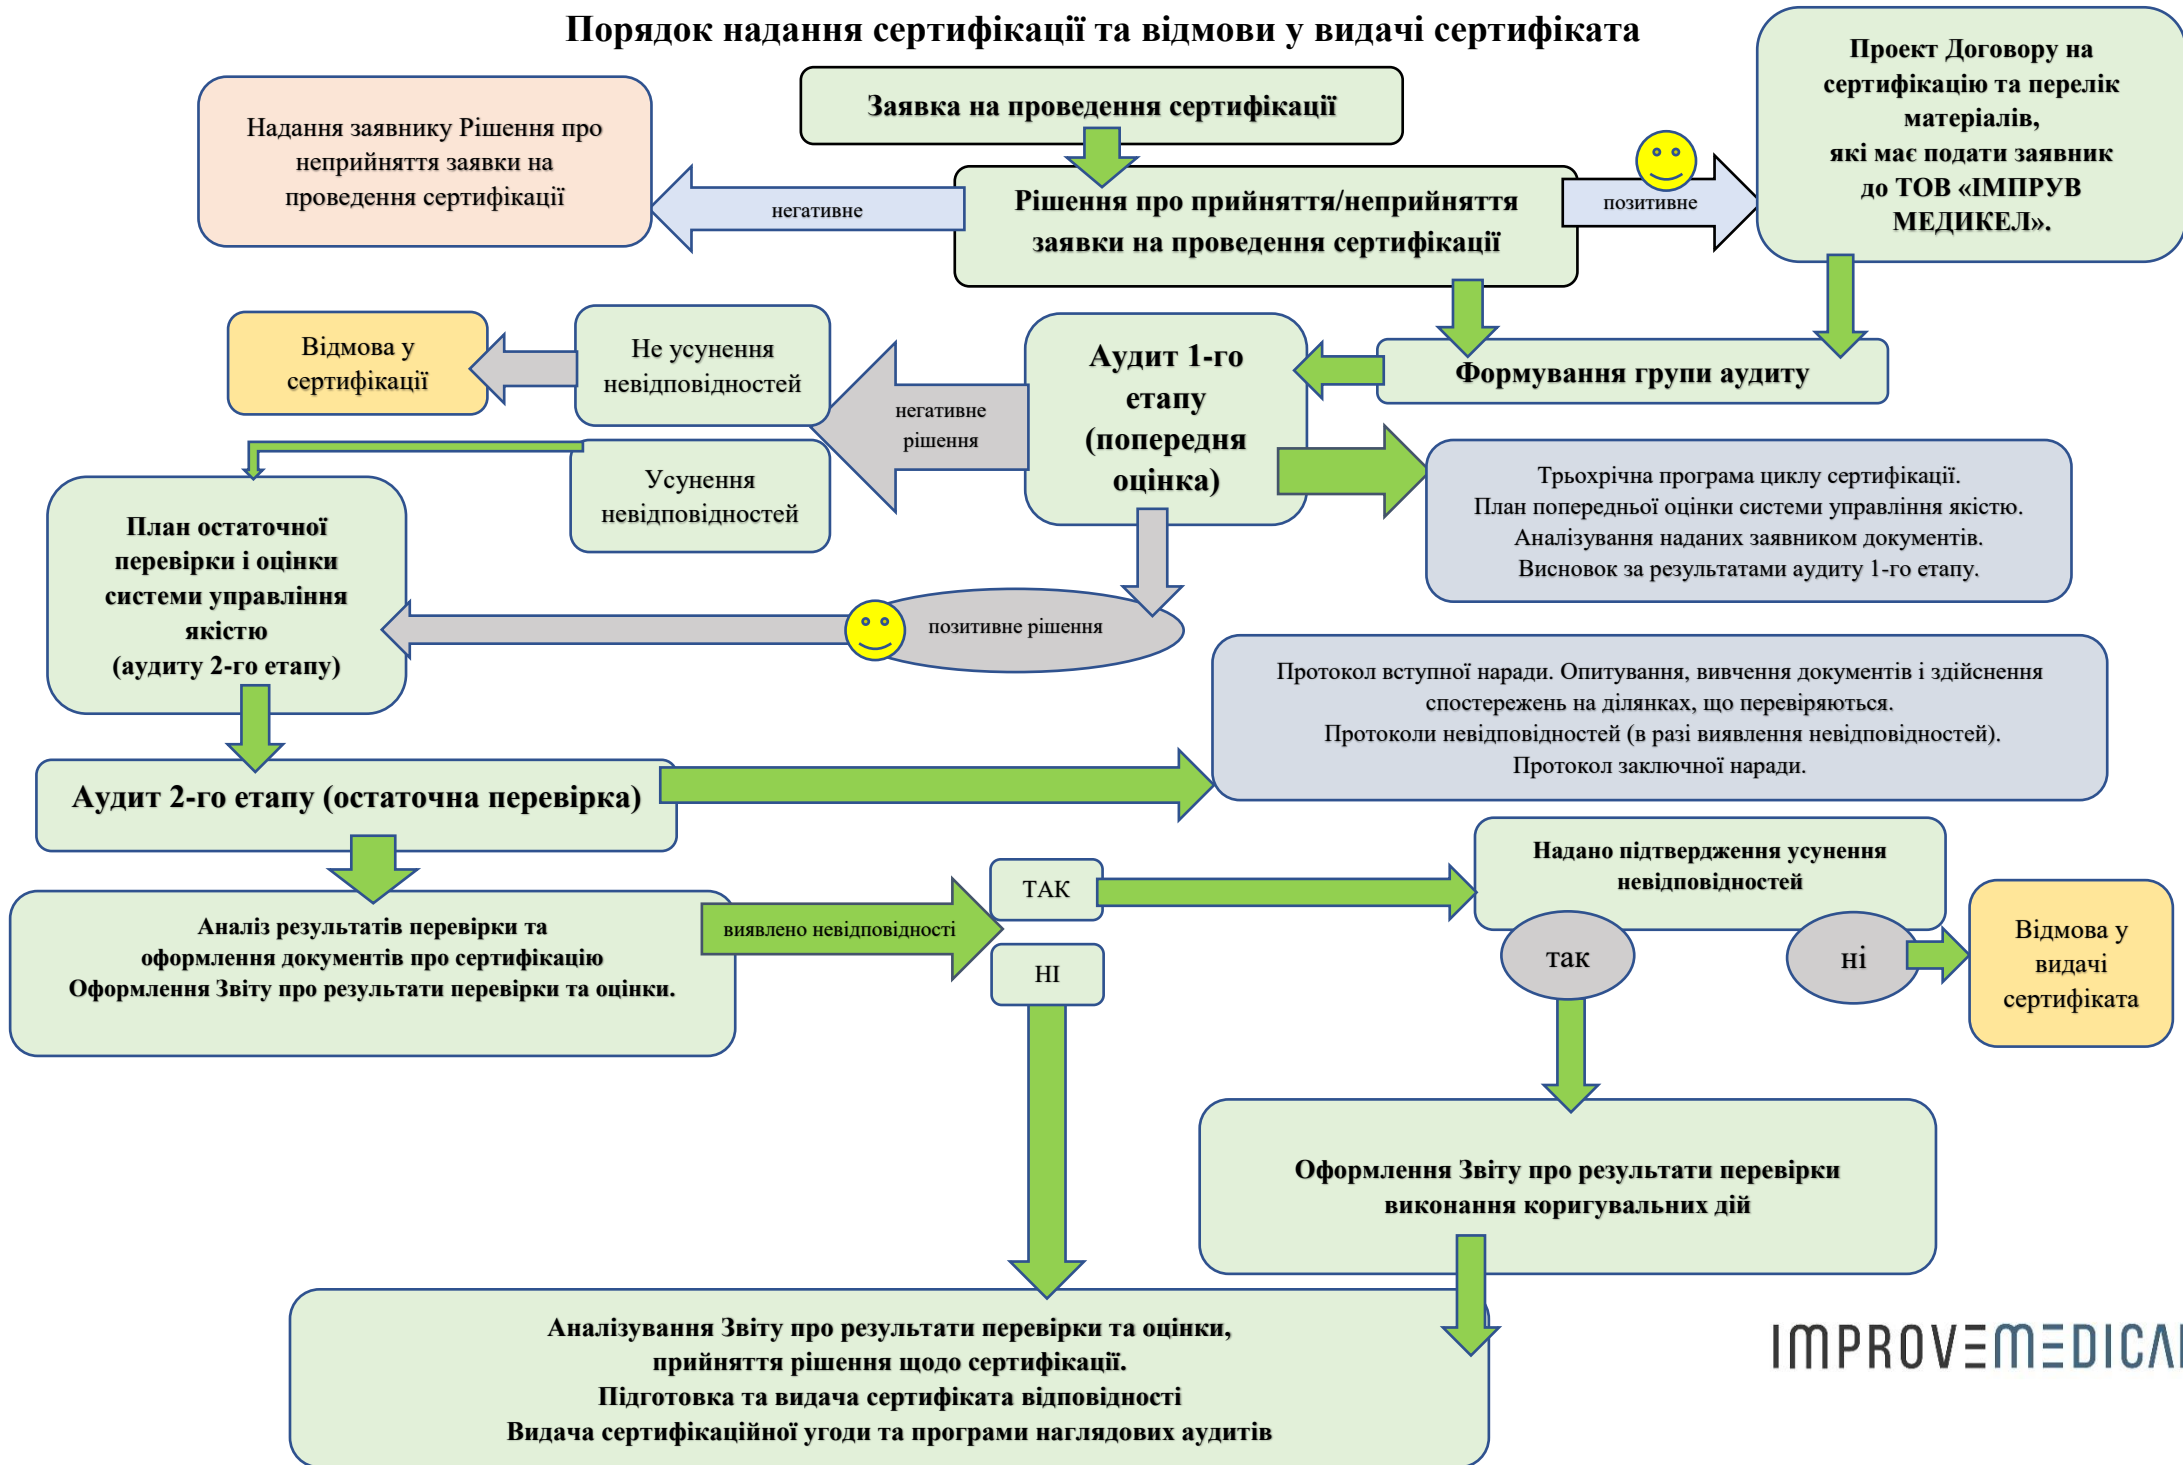 Порядок надання сертифікації та відмови у видачі сертифіката
Заявка на проведення сертифікації
Проект Договору на
сертифікацію та перелік
матеріалів,
які має подати заявник
до ТОВ «ІМПРУВ
МЕДИКЕЛ».
Надання заявнику Рішення про
неприйняття заявки на
проведення сертифікації
негативне
Рішення про прийняття/неприйняття
заявки на проведення сертифікації
позитивне
Відмова у
сертифікації
Не усунення
невідповідностей
негативне
рішення
Аудит 1-го
етапу
(попередня
оцінка)
Формування групи аудиту
Усунення
невідповідностей
Трьохрічна програма циклу сертифікації.
План попередньої оцінки системи управління якістю.
Аналізування наданих заявником документів.
Висновок за результатами аудиту 1-го етапу.
План остаточної
перевірки і оцінки
системи управління
якістю
(аудиту 2-го етапу)
позитивне рішення
Протокол вступної наради. Опитування, вивчення документів і здійснення
спостережень на ділянках, що перевіряються.
Протоколи невідповідностей (в разі виявлення невідповідностей).
Протокол заключної наради.
Аудит 2-го етапу (остаточна перевірка)
Аналіз результатів перевірки та
оформлення документів про сертифікацію
Оформлення Звіту про результати перевірки та оцінки.
виявлено невідповідності
ТАК
НІ
Надано підтвердження усунення
невідповідностей
так
ні
Відмова у
видачі
сертифіката
Оформлення Звіту про результати перевірки
виконання коригувальних дій
Аналізування Звіту про результати перевірки та оцінки,
прийняття рішення щодо сертифікації.
Підготовка та видача сертифіката відповідності
Видача сертифікаційної угоди та програми наглядових аудитів
IMPROVEMEDICAL